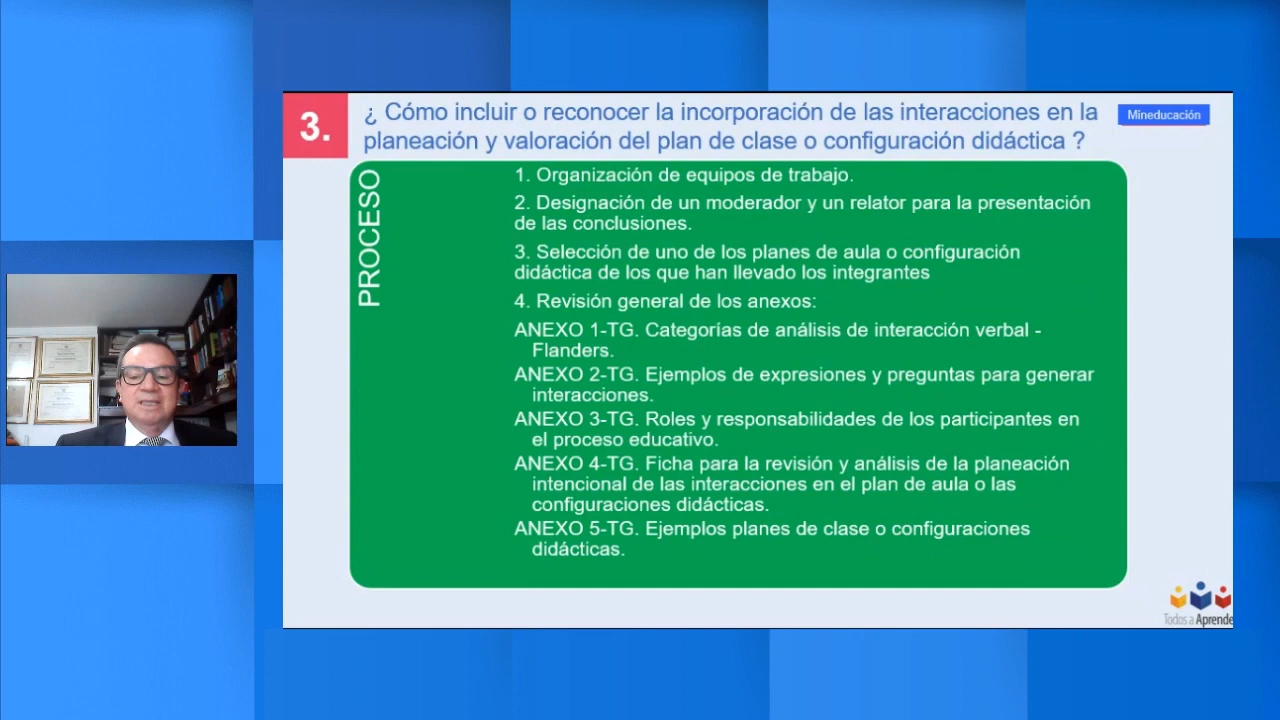 3.
¿ Cómo incluir o reconocer la incorporación de las interacciones en la
planeación y valoración del plan de clase o configuración didáctica ?
Mineducación
PROCESO
1. Organización de equipos de trabajo.
2. Designación de un moderador y un relator para la presentación
de las conclusiones.
3. Selección de uno de los planes de aula o configuración
didáctica de los que han llevado los integrantes
4. Revisión general de los anexos:
ANEXO 1-TG. Categorías de análisis de interacción verbal -
Flanders.
ANEXO 2-TG. Ejemplos de expresiones y preguntas para generar
interacciones.
ANEXO 3-TG. Roles y responsabilidades de los participantes en
el proceso educativo.
ANEXO 4-TG. Ficha para la revisión y análisis de la planeación
intencional de las interacciones en el plan de aula o las
configuraciones didácticas.
ANEXO 5-TG. Ejemplos planes de clase o configuraciones
didácticas.
Todos a Aprende